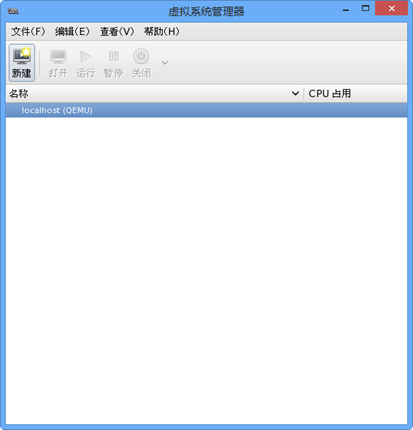 虚拟系统管理器
文件(F) 编辑(E) 查看(V) 帮助(H)
新建 打开 运行 暂停 关闭
名称 CPU 占用
localhost (QEMU)